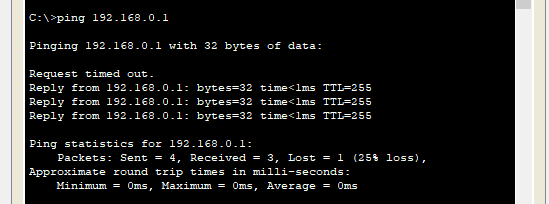 C:\>ping 192.168.0.1
Pinging 192.168.0.1 with 32 bytes of data:
Request timed out.
Reply from 192.168.0.1: bytes=32 time<1ms TTL=255
Reply from 192.168.0.1: bytes=32 time<1ms TTL=255
Reply from 192.168.0.1: bytes=32 time<1ms TTL=255
Ping statistics for 192.168.0.1:
Packets: Sent = 4, Received = 3, Lost = 1 (25% loss),
Approximate round trip times in milli-seconds:
Minimum = 0ms, Maximum = 0ms, Average = 0ms